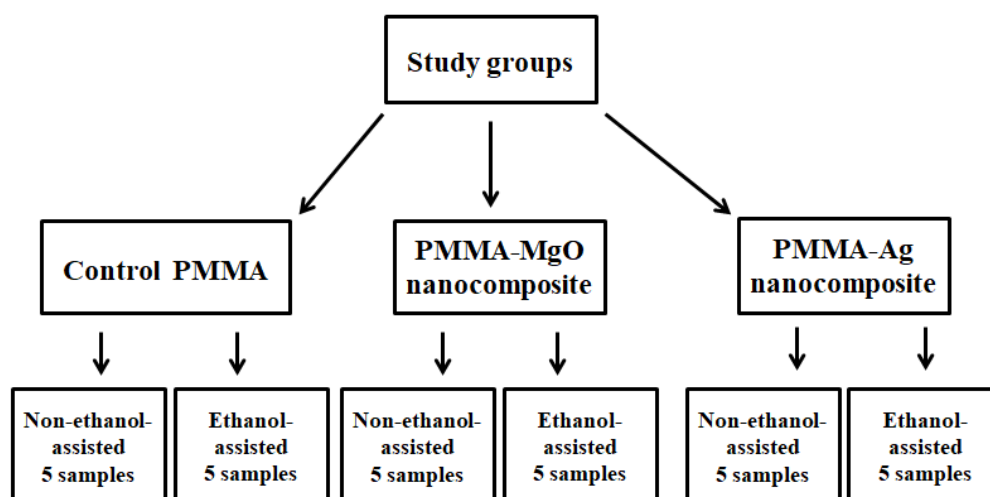 Study groups
Control PMMA
PMMA-MgO
nanocomposite
PMMA-Ag
nanocomposite
Non-ethanol-
assisted
5 samples
Ethanol-
assisted
5 samples
Non-ethanol-
assisted
5 samples
Ethanol-
assisted
5 samples
Non-ethanol-
assisted
5 samples
Ethanol-
assisted
5 samples